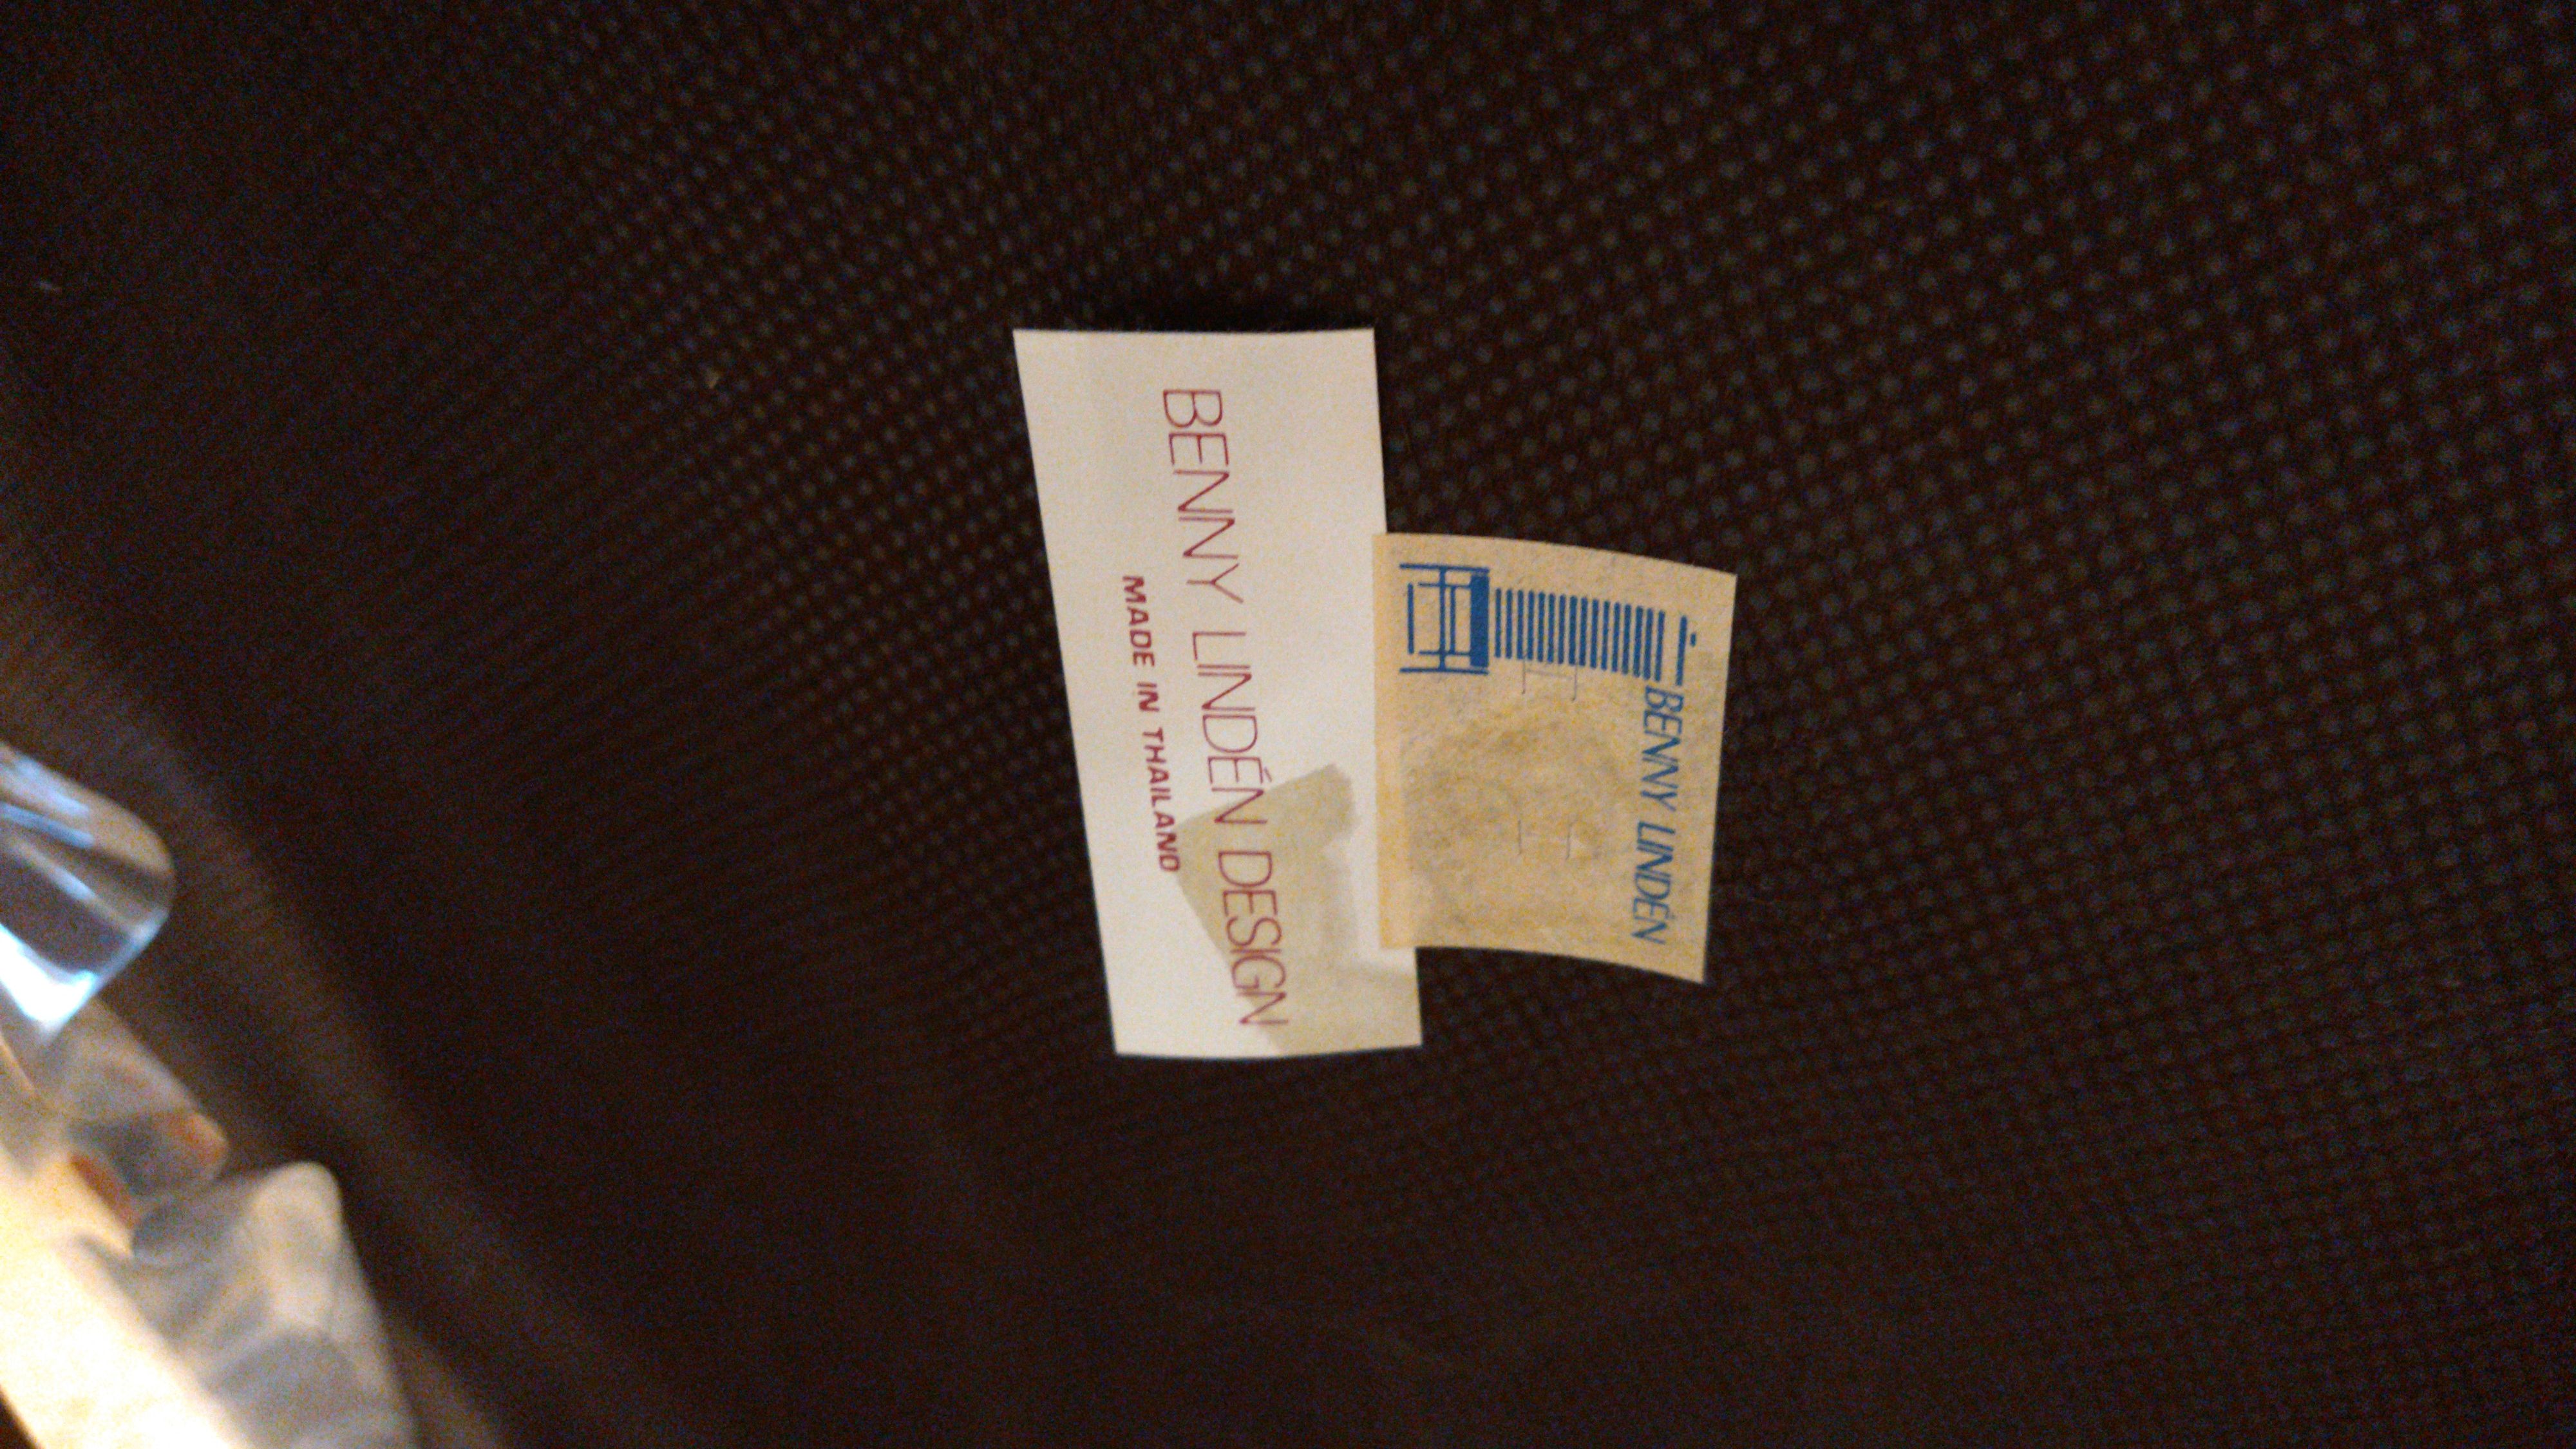 BENNY LINDÉN DESIGN
MADE IN THAILAND
BENNY LINDÉN